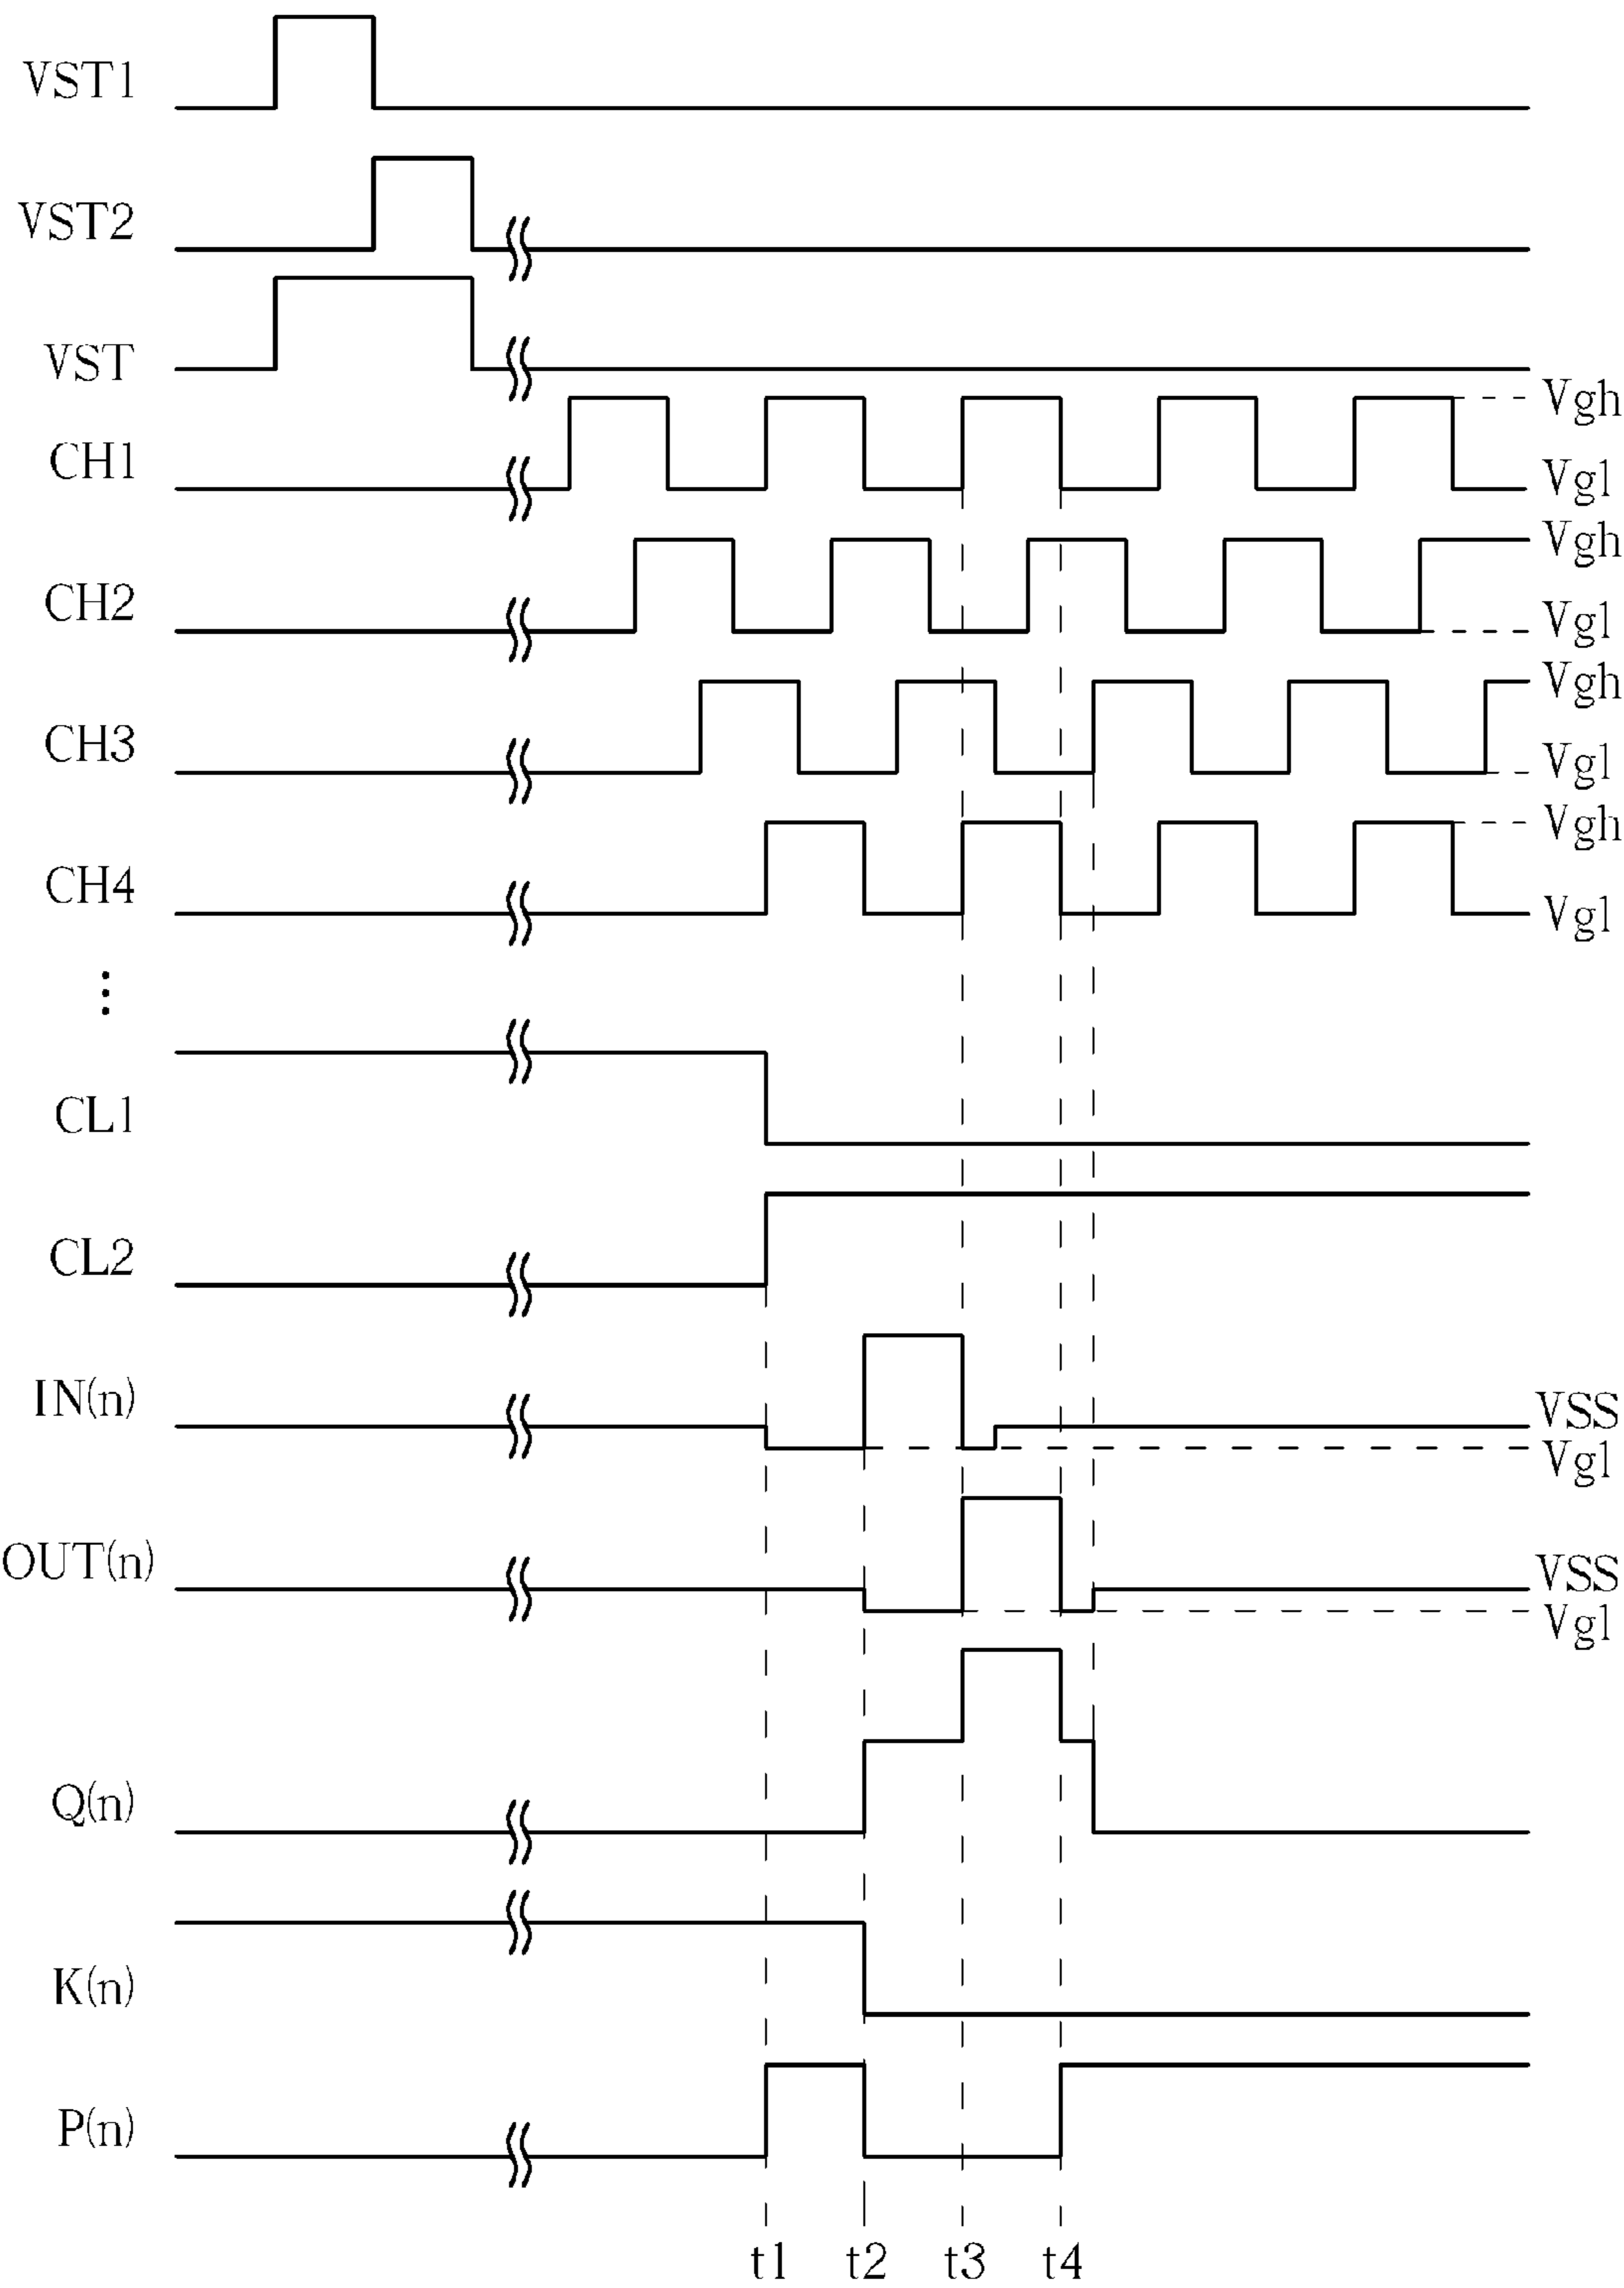 VST1
VST2
VST
Vgh
CH1
Vgl
Vgh
CH2
Vgl
Vgh
CH3
Vgl
Vgh
CH4
Vgl
CL1
CL2
IN(n)
VSS
Vgl
OUT(n)
VSS
Vgl
Q(n)
K(n)
P(n)
t1 t2 t3 t4